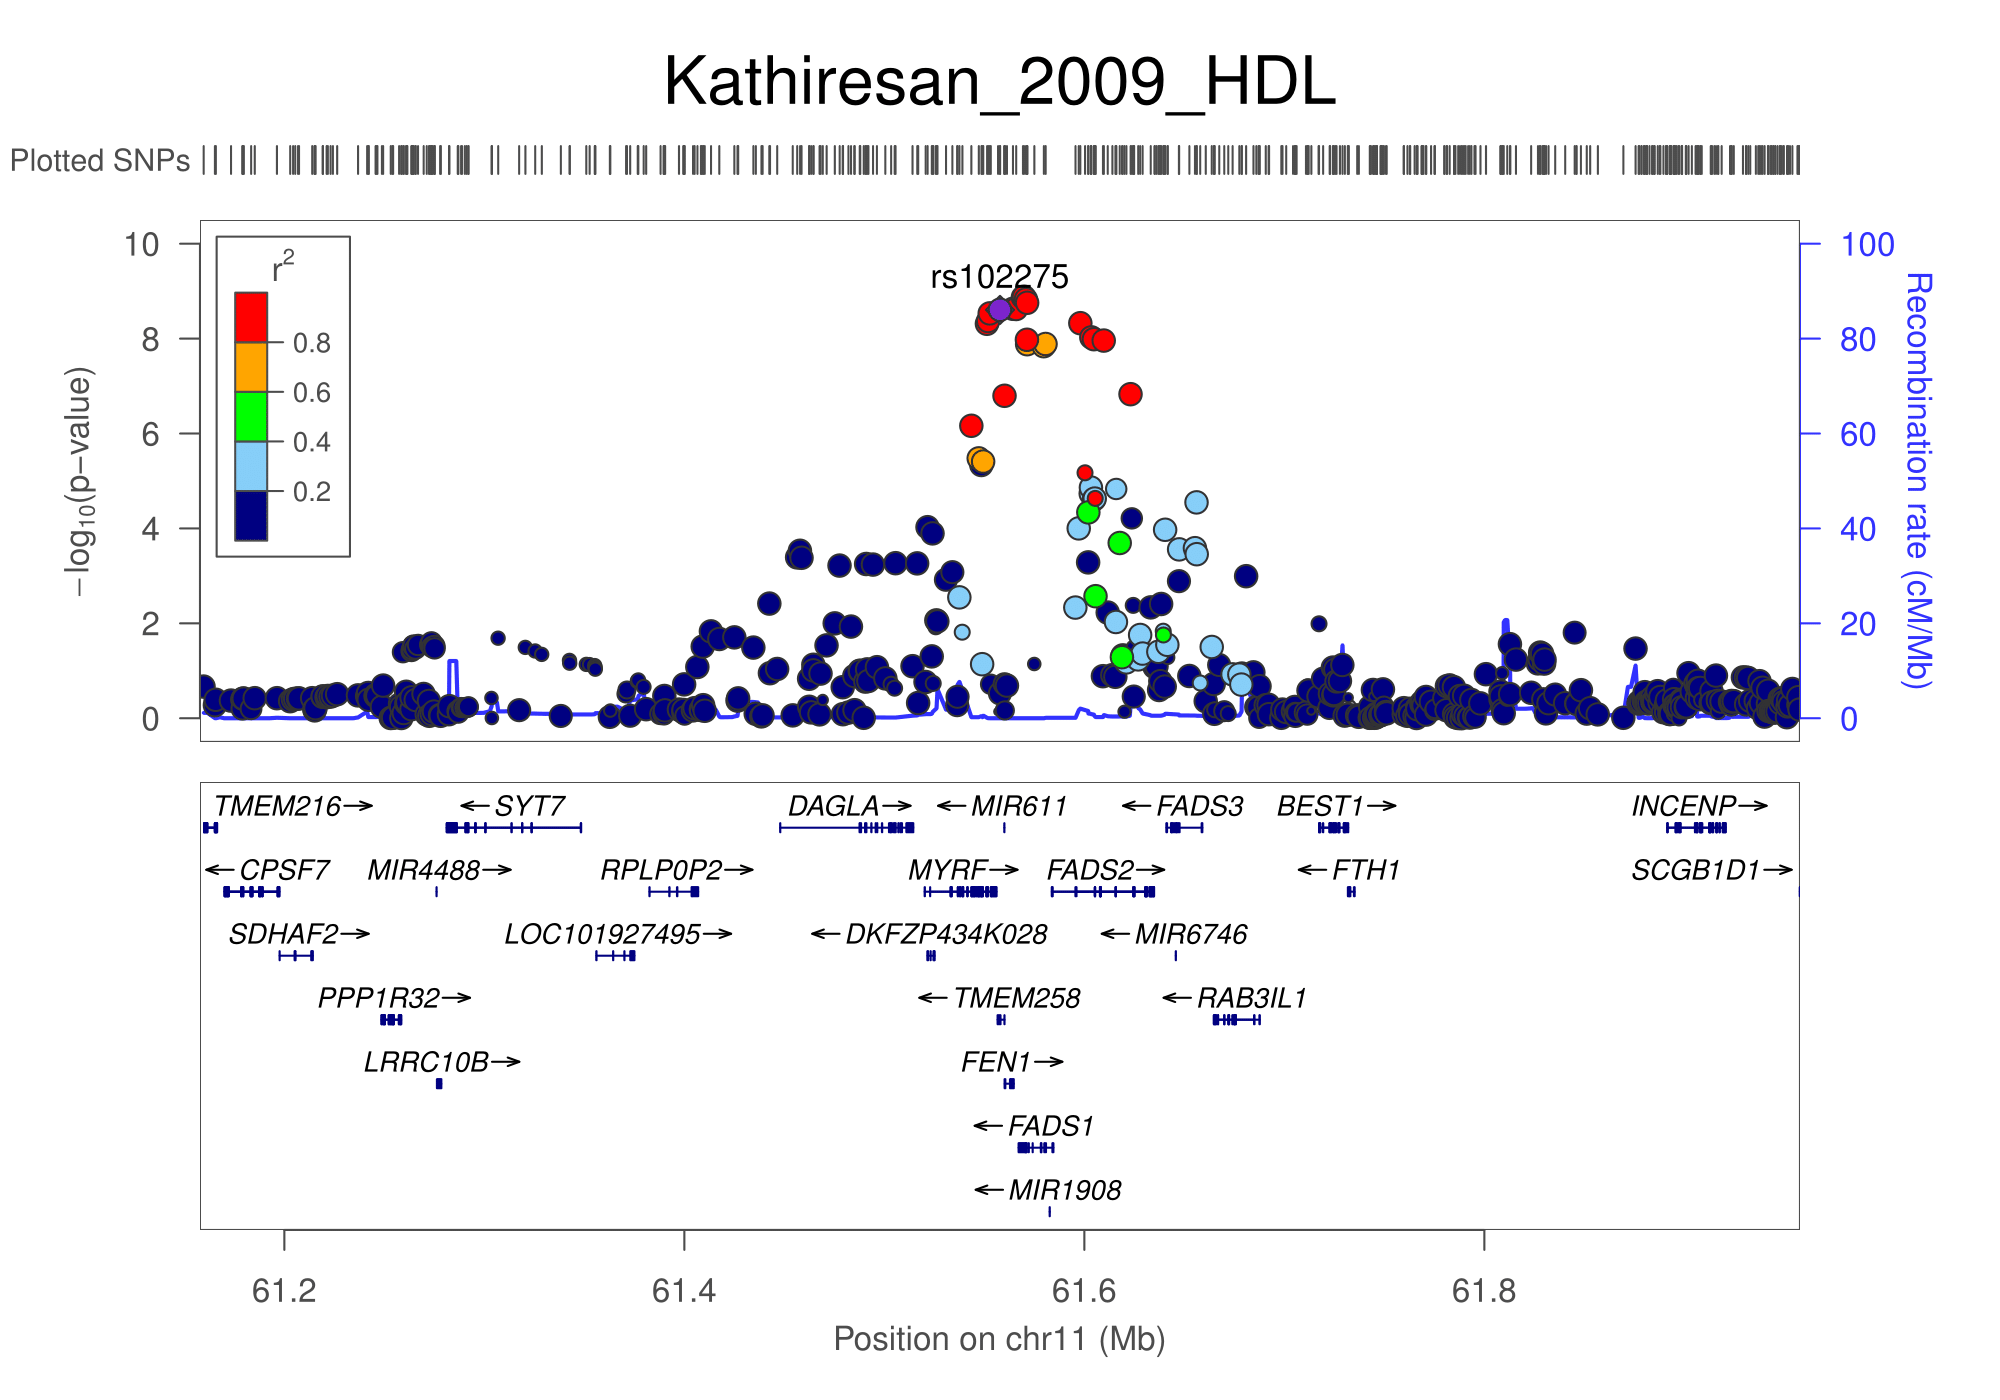 Kathiresan_2009_HDL
Plotted SNPs
rs102275
r2
0.8
0.6
0.4
0.2
10
8
6
4
2
0
−log10(p−value)
100
80
60
40
20
0
Recombination rate (cM/Mb)
TMEM216→ ←SYT7 DAGLA→ ←MIR611 ←FADS3 BEST1→ INCENP→
←CPSF7 MIR4488→ RPLP0P2→ MYRF→ FADS2→ ←FTH1 SCGB1D1→
SDHAF2→ LOC101927495→ ←DKFZP434K028 ←MIR6746
PPP1R32→ ←TMEM258 ←RAB3IL1
LRRC10B→ FEN1→
←FADS1
←MIR1908
61.2 61.4 61.6 61.8
Position on chr11 (Mb)